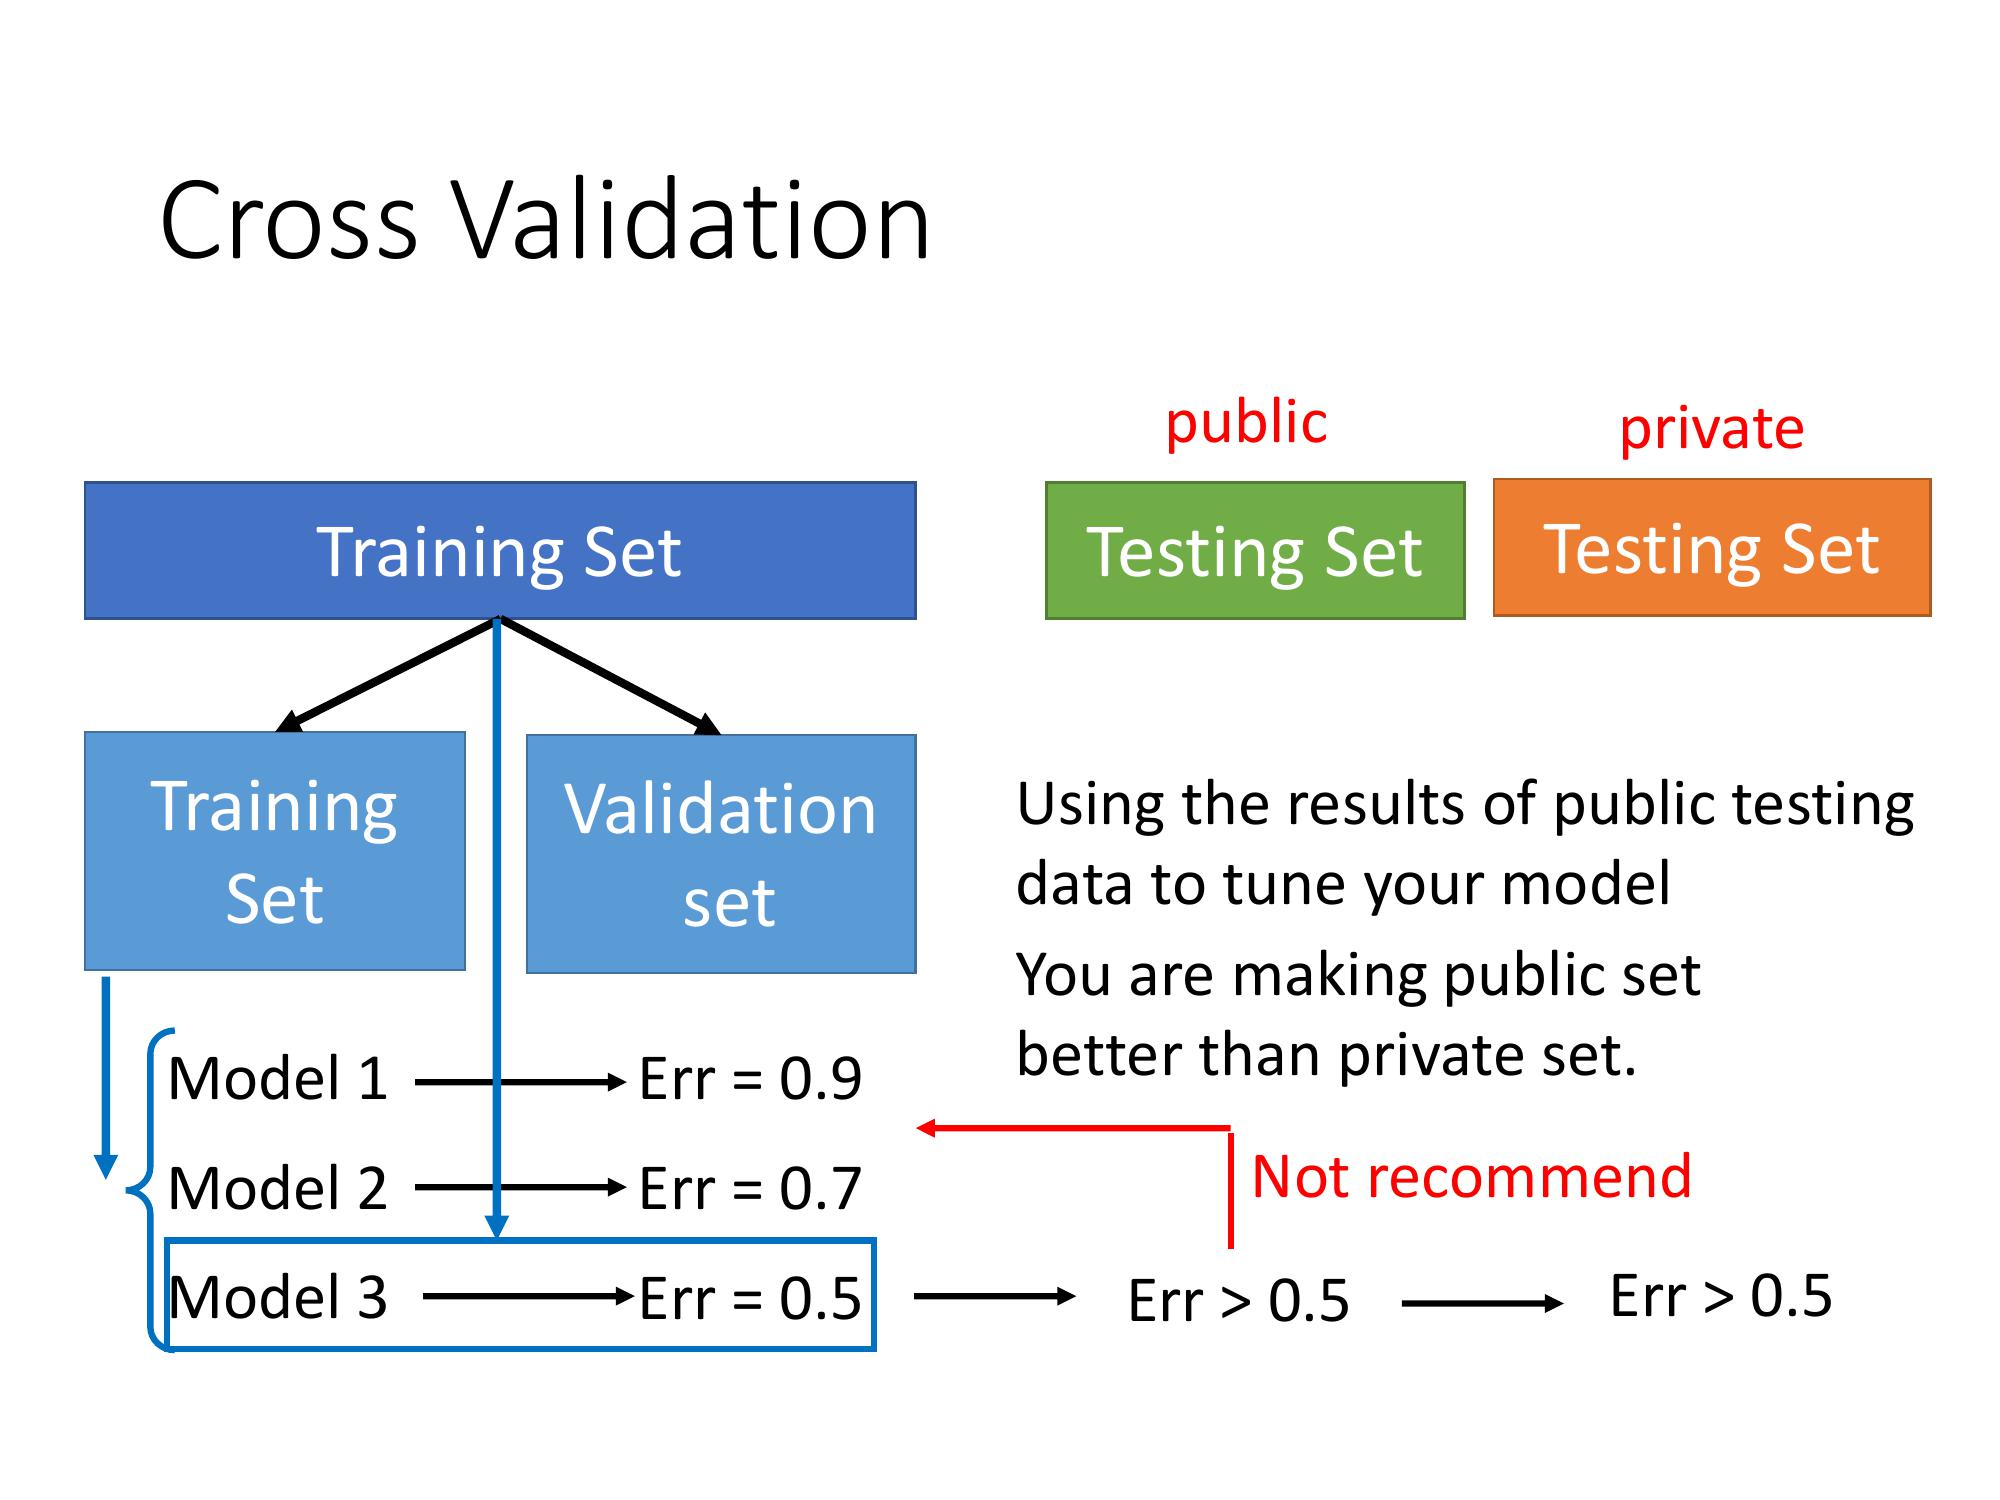 Cross Validation
public
private
Training Set
Testing Set
Testing Set
Training
Set
Validation
set
Using the results of public testing
data to tune your model
You are making public set
better than private set.
Model 1
Err = 0.9
Model 2
Err = 0.7
Not recommend
Model 3
Err = 0.5
Err > 0.5
Err > 0.5